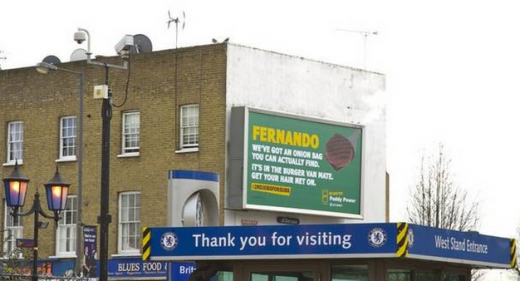 FERNANDO
WE'VE GOT AN ONION BAG
YOU CAN ACTUALLY FIND.
IT'S IN THE BURGER VAN MATE.
GET YOUR HAIR NET ON.
Paddy Power
Thank you for visiting
West Stand Entrance
BLUES FOOD &
Brit